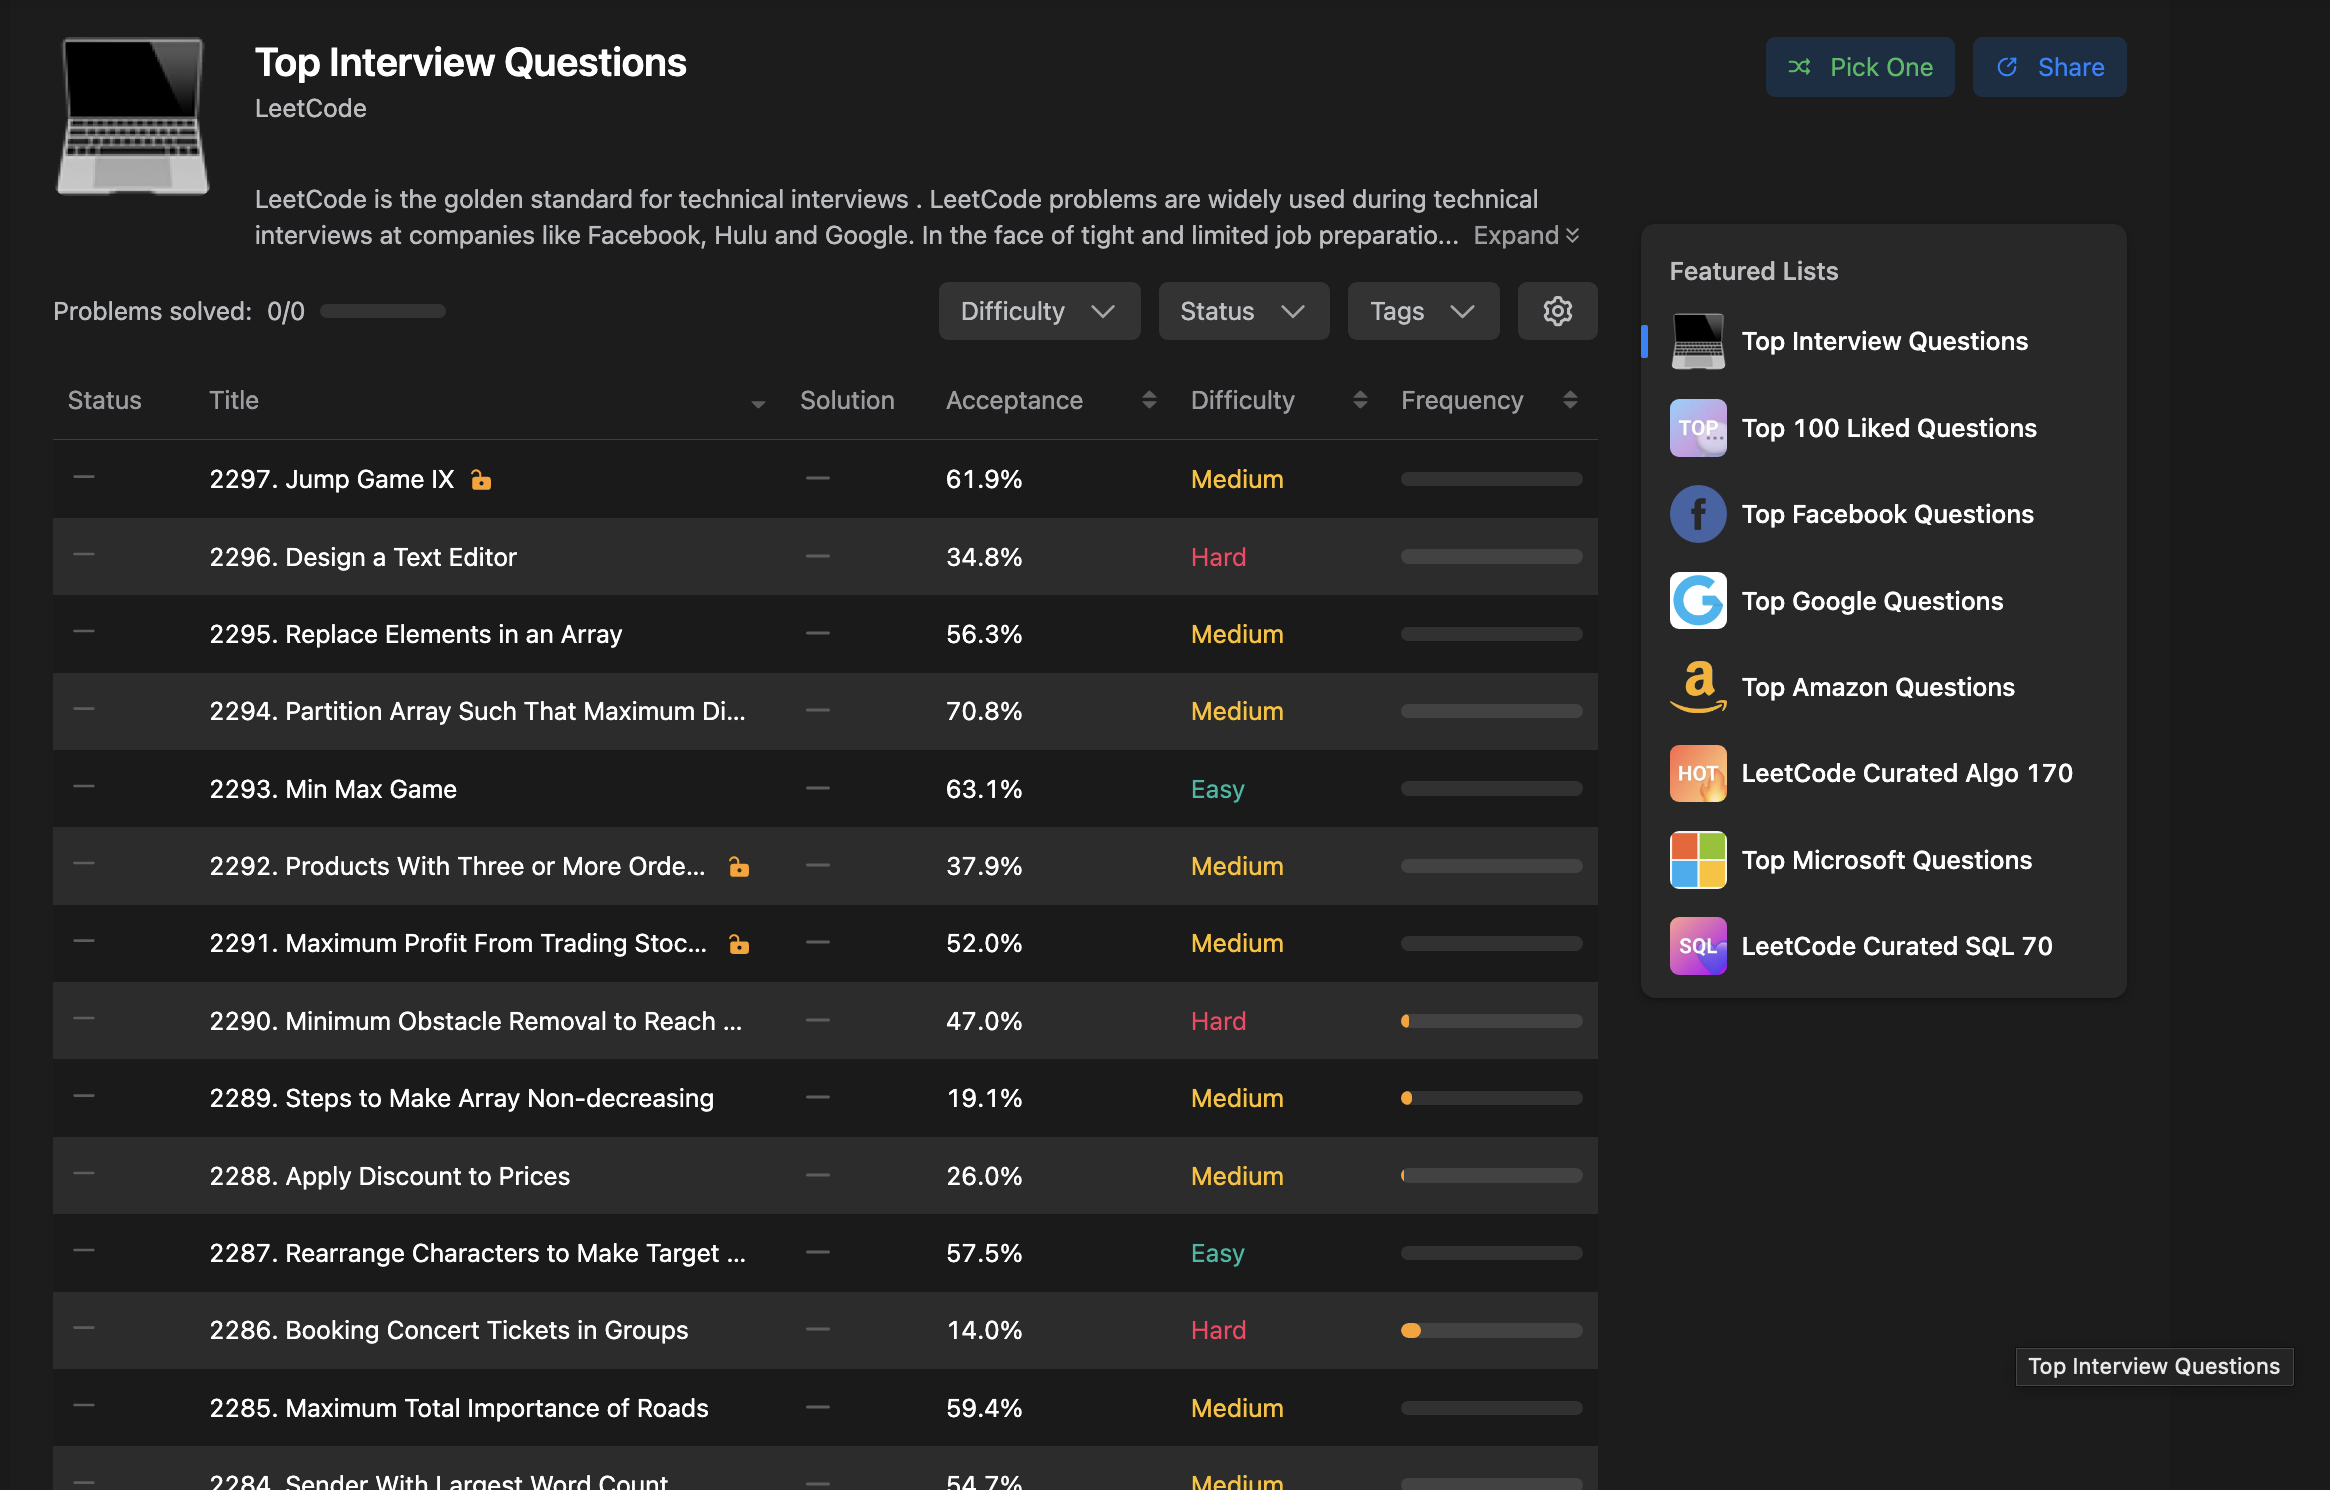 Top Interview Questions
LeetCode
Pick One
Share
LeetCode is the golden standard for technical interviews . LeetCode problems are widely used during technical
interviews at companies like Facebook, Hulu and Google. In the face of tight and limited job preparatio... Expand
Problems solved: 0/0
Difficulty Status Tags
Status Title Solution Acceptance Difficulty Frequency
2297. Jump Game IX — 61.9% Medium
2296. Design a Text Editor — 34.8% Hard
2295. Replace Elements in an Array — 56.3% Medium
2294. Partition Array Such That Maximum Di... — 70.8% Medium
2293. Min Max Game — 63.1% Easy
2292. Products With Three or More Orde... — 37.9% Medium
2291. Maximum Profit From Trading Stoc... — 52.0% Medium
2290. Minimum Obstacle Removal to Reach ... — 47.0% Hard
2289. Steps to Make Array Non-decreasing — 19.1% Medium
2288. Apply Discount to Prices — 26.0% Medium
2287. Rearrange Characters to Make Target ... — 57.5% Easy
2286. Booking Concert Tickets in Groups — 14.0% Hard
2285. Maximum Total Importance of Roads — 59.4% Medium
2284. Sender With Largest Word Count — 54.7% Medium
Featured Lists
Top Interview Questions
TOP Top 100 Liked Questions
f Top Facebook Questions
G Top Google Questions
a Top Amazon Questions
HOT LeetCode Curated Algo 170
Top Microsoft Questions
SQL LeetCode Curated SQL 70
Top Interview Questions